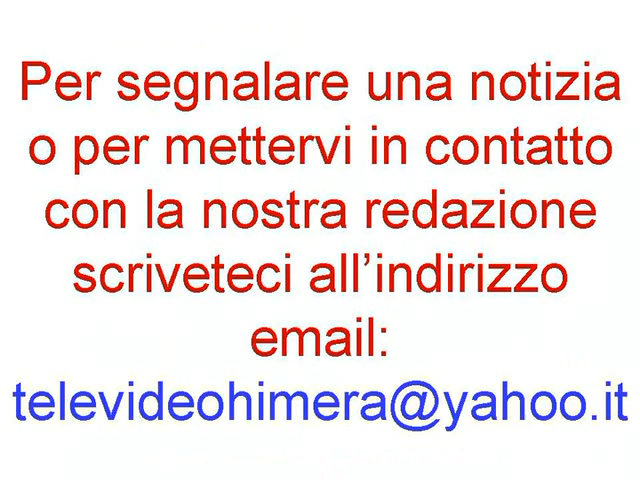 Per segnalare una notizia
o per mettervi in contatto
con la nostra redazione
scriveteci all’indirizzo
email:
televideohimera@yahoo.it